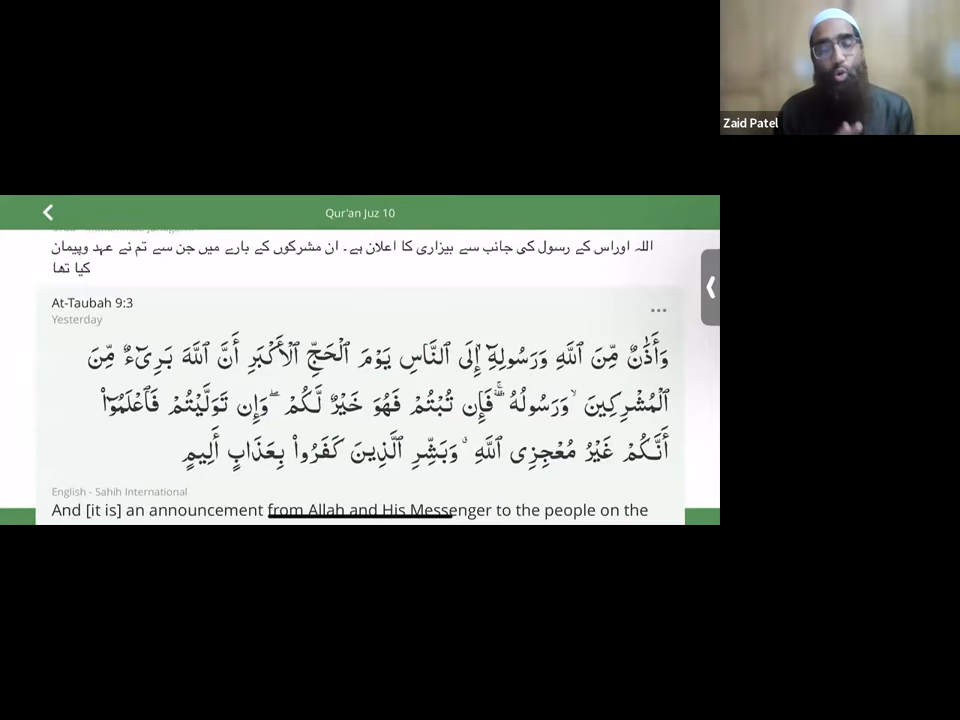 Zaid Patel
Qur'an Juz 10
اللہ اوراس کے رسول کی جانب سے بیزاری کا اعلان ہے۔ ان مشرکوں کے بارے میں جن سے تم نے عہد وپیمان
کیا تھا
At-Taubah 9:3
Yesterday
وَأَذَٰنٌ مِّنَ ٱللَّهِ وَرَسُولِهِۦٓ إِلَى ٱلنَّاسِ يَوْمَ ٱلْحَجِّ ٱلْأَكْبَرِ أَنَّ ٱللَّهَ بَرِىٓءٌ مِّنَ
ٱلْمُشْرِكِينَ ۙ وَرَسُولُهُۥ ۚ فَإِن تُبْتُمْ فَهُوَ خَيْرٌ لَّكُمْ ۖ وَإِن تَوَلَّيْتُمْ فَٱعْلَمُوٓا۟
أَنَّكُمْ غَيْرُ مُعْجِزِى ٱللَّهِ ۗ وَبَشِّرِ ٱلَّذِينَ كَفَرُوا۟ بِعَذَابٍ أَلِيمٍ
English - Sahih International
And [it is] an announcement from Allah and His Messenger to the people on the